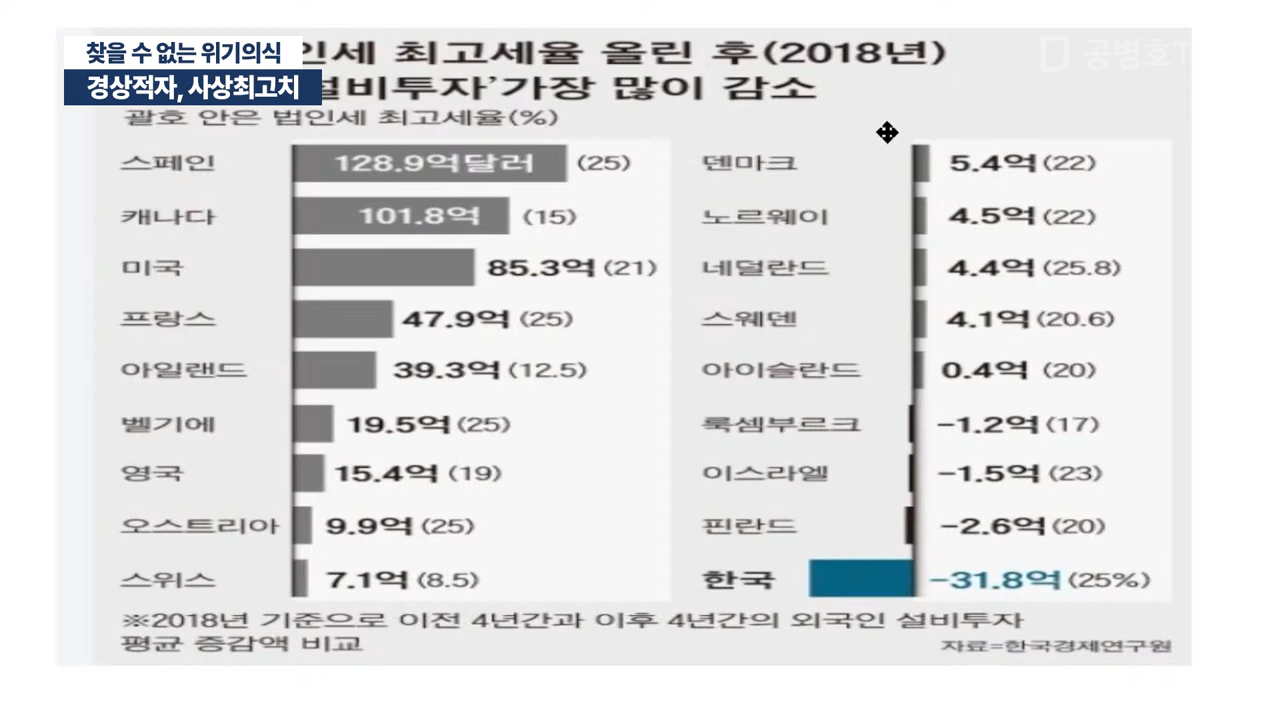 찾을 수 없는 위기의식
경상적자, 사상최고치
인세 최고세율 올린 후(2018년)
설비투자'가장 많이 감소
공병호T
괄호 안은 법인세 최고세율(%)
스페인 128.9억달러 (25)
캐나다 101.8억 (15)
미국 85.3억 (21)
프랑스 47.9억 (25)
아일랜드 39.3억 (12.5)
벨기에 19.5억 (25)
영국 15.4억 (19)
오스트리아 9.9억 (25)
스위스 7.1억 (8.5)
덴마크 5.4억 (22)
노르웨이 4.5억 (22)
네덜란드 4.4억 (25.8)
스웨덴 4.1억 (20.6)
아이슬란드 0.4억 (20)
룩셈부르크 -1.2억 (17)
이스라엘 -1.5억 (23)
핀란드 -2.6억 (20)
한국 -31.8억 (25%)
※2018년 기준으로 이전 4년간과 이후 4년간의 외국인 설비투자
평균 증감액 비교
자료=한국경제연구원